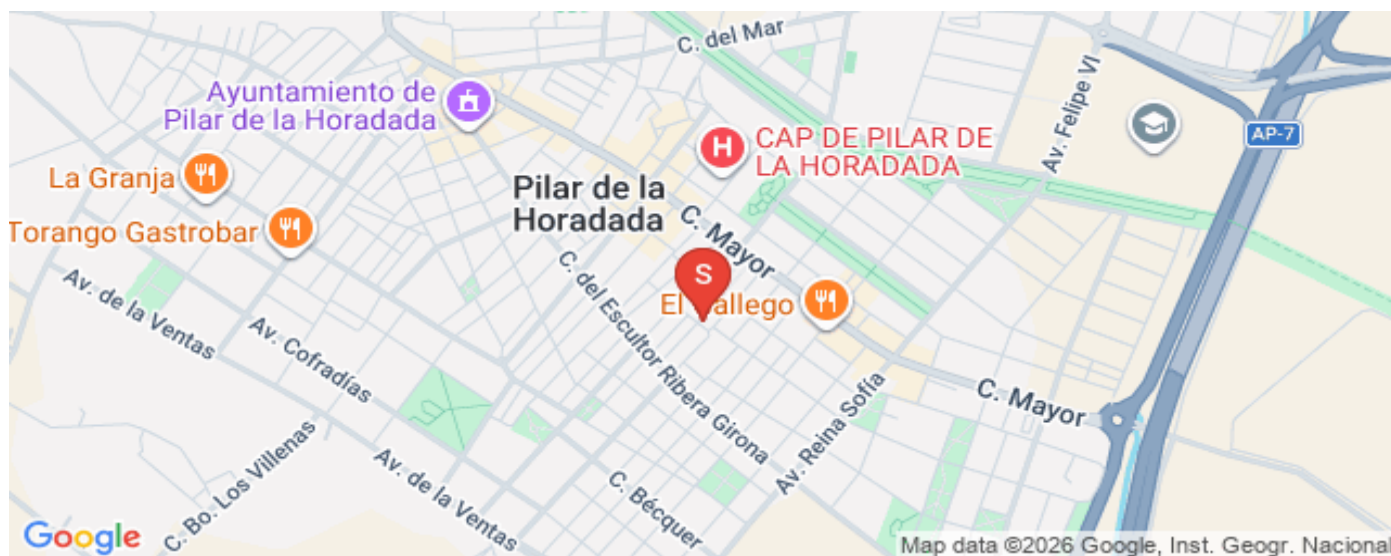 C. del Mar
Av. Felipe VI
Ayuntamiento de
Pilar de la Horadada
H
CAP DE PILAR DE
LA HORADADA
AP-7
La Granja
Pilar de la
Horadada
Torango Gastrobar
C. Mayor
S
El
C. del Escultor Ribera Girona
Av. de la Ventas
Av. Cofradías
Av. Reina Sofía
C. Mayor
C. Bo. Los Villenas
Av. de la Ventas
C. Bécquer
Google
Map data ©2026 Google, Inst. Geogr. Nacional